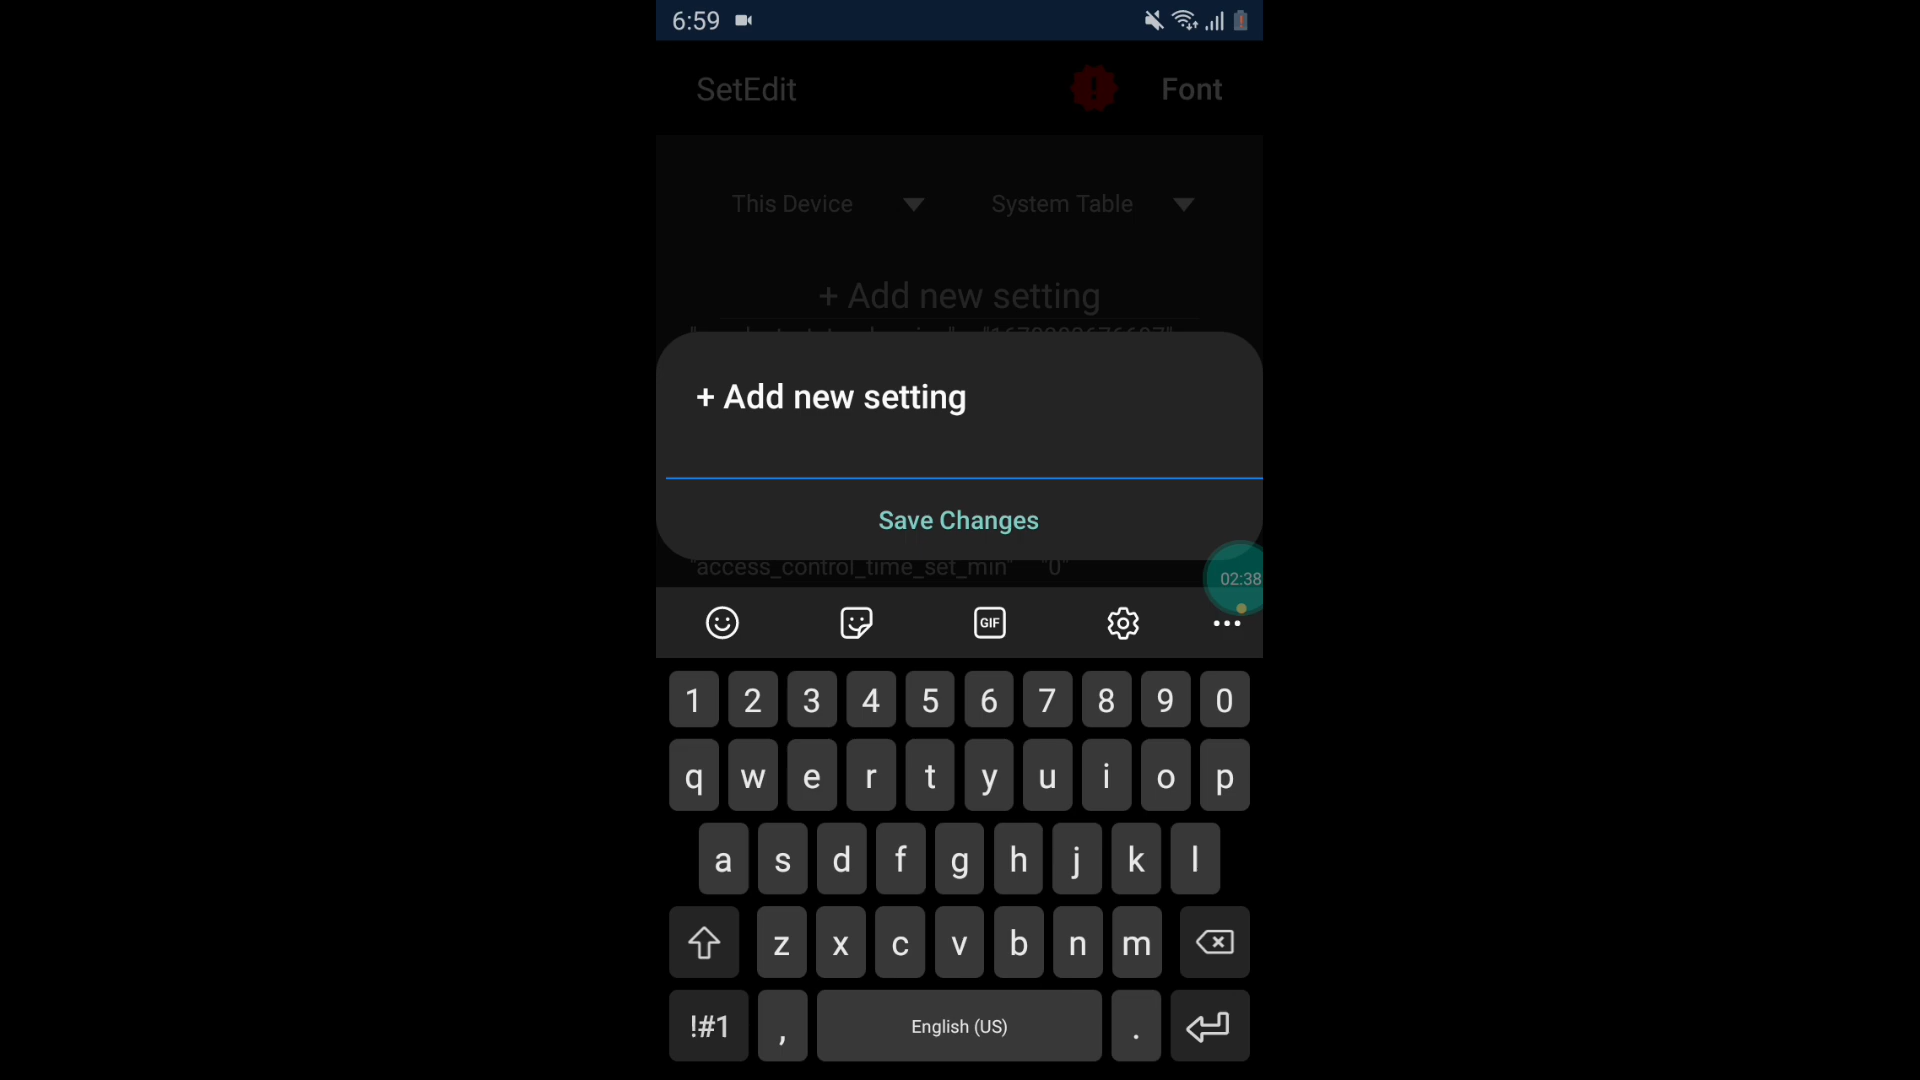 6:59
SetEdit
Font
This Device
System Table
+ Add new setting
+ Add new setting
Save Changes
"access_control_time_set_min" "0"
02:38
GIF
1 2 3 4 5 6 7 8 9 0
q w e r t y u i o p
a s d f g h j k l
z x c v b n m
!#1 , English (US) .